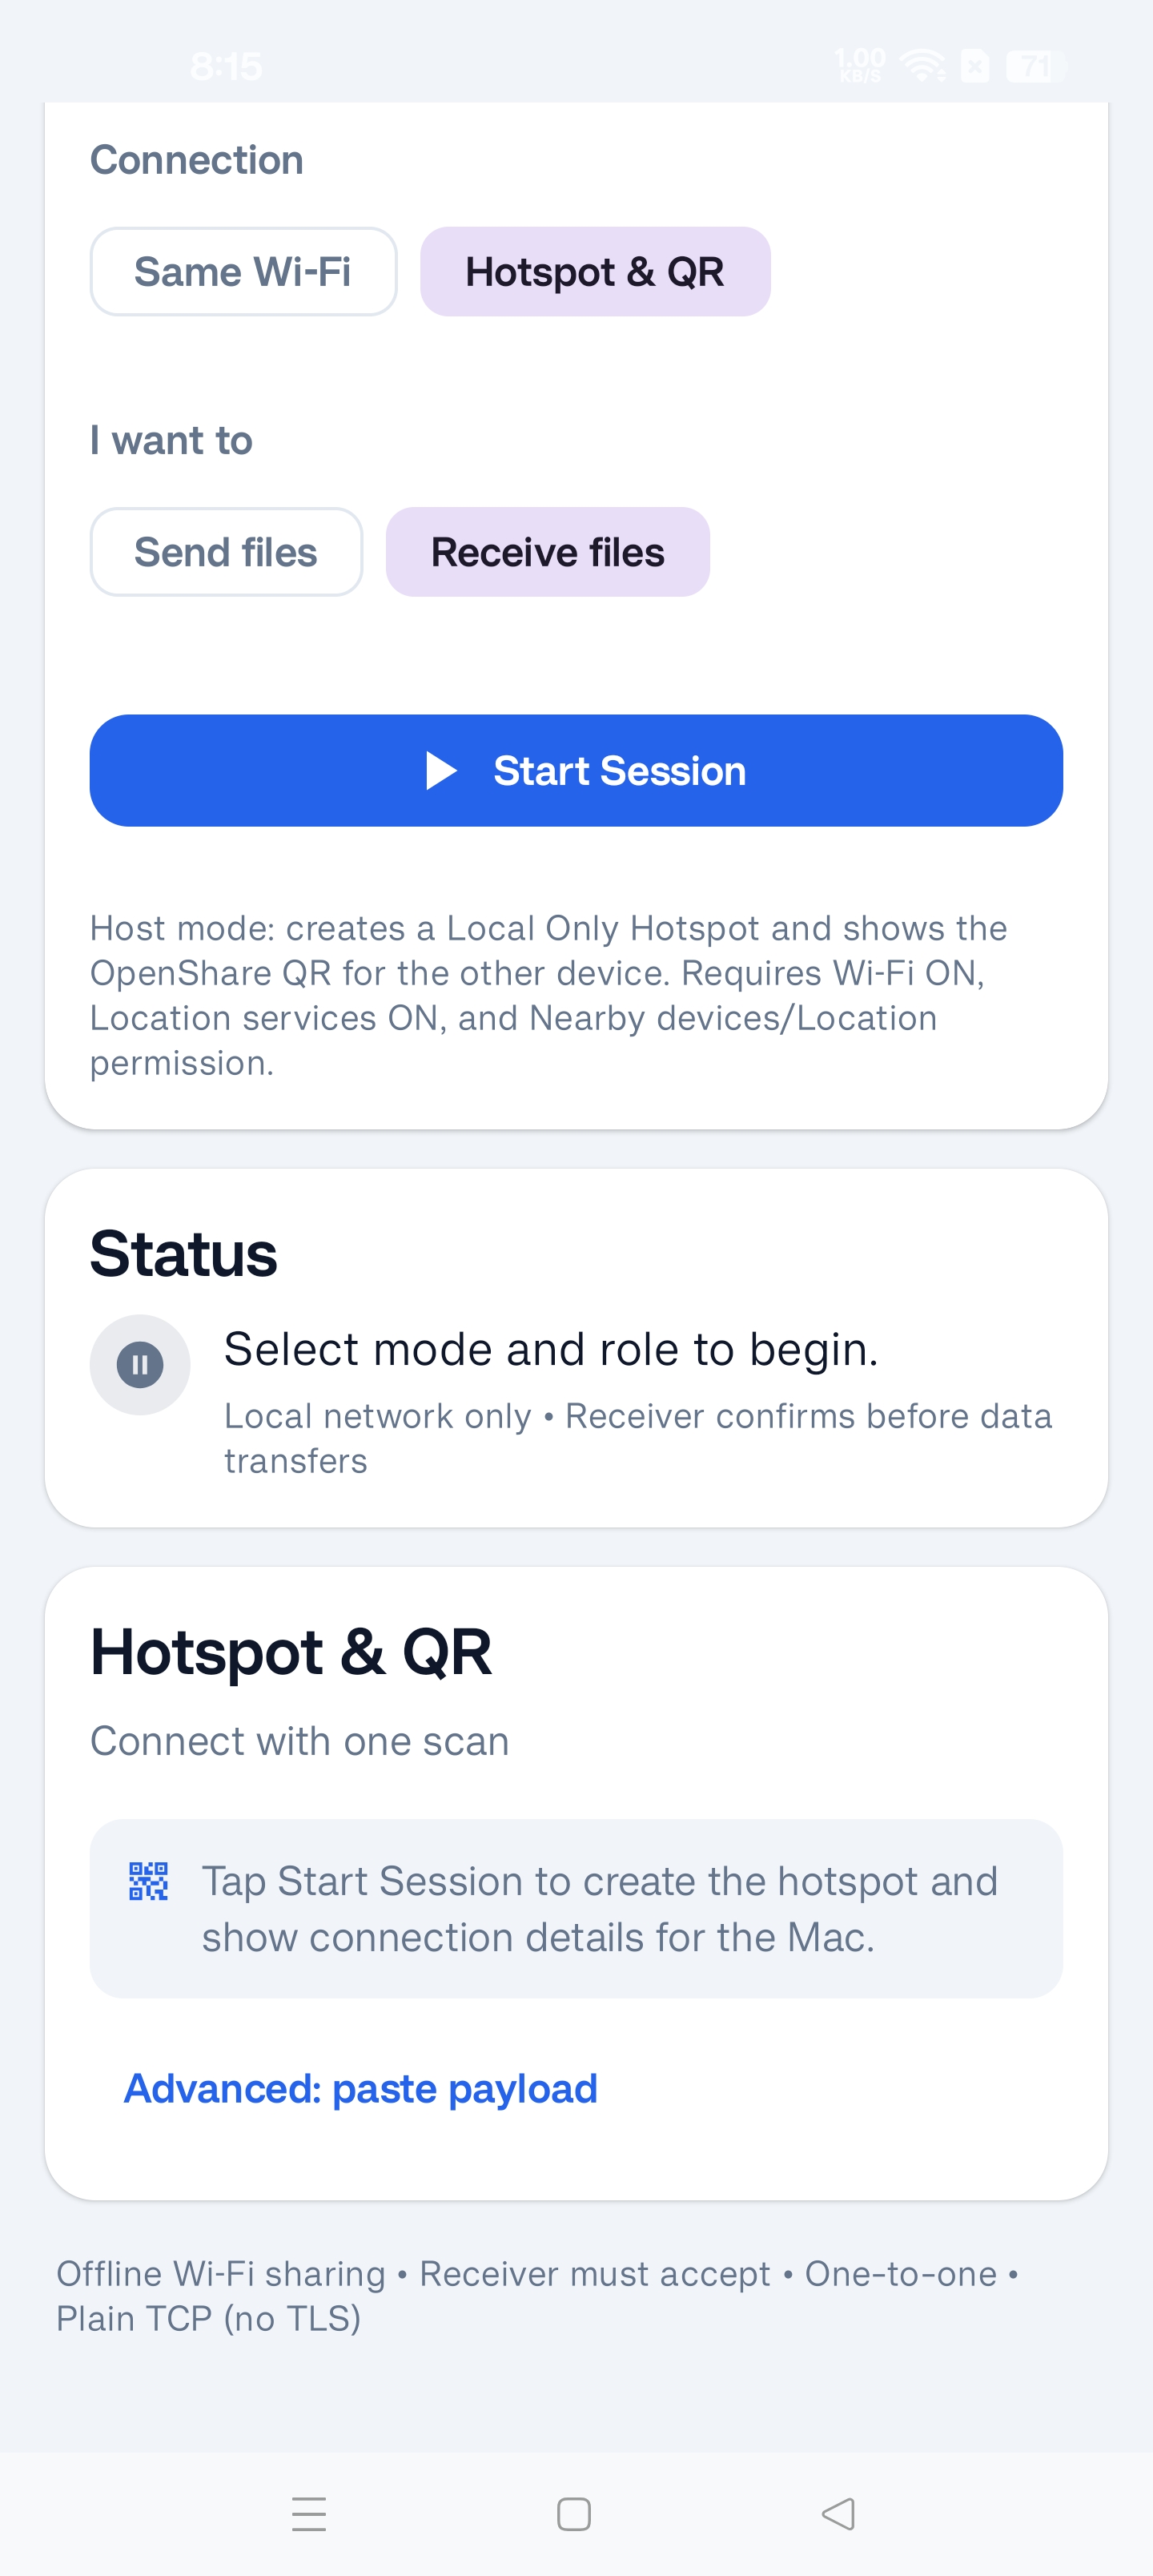 8:15
1.00
KB/S
71
Connection
Same Wi-Fi
Hotspot & QR
I want to
Send files
Receive files
Start Session
Host mode: creates a Local Only Hotspot and shows the
OpenShare QR for the other device. Requires Wi-Fi ON,
Location services ON, and Nearby devices/Location
permission.
Status
Select mode and role to begin.
Local network only • Receiver confirms before data
transfers
Hotspot & QR
Connect with one scan
Tap Start Session to create the hotspot and
show connection details for the Mac.
Advanced: paste payload
Offline Wi-Fi sharing • Receiver must accept • One-to-one •
Plain TCP (no TLS)